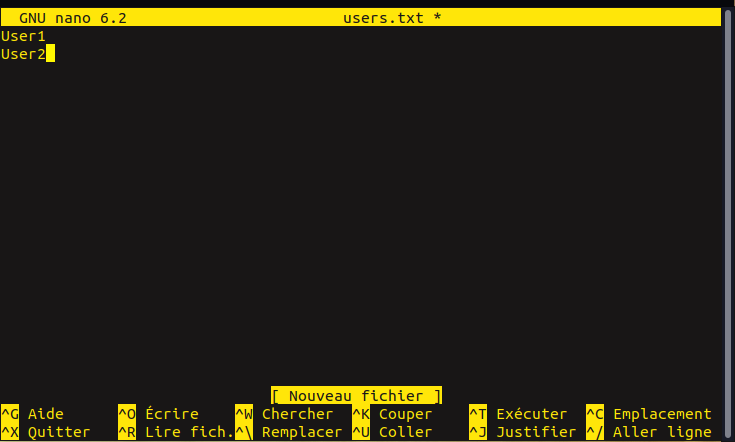 GNU nano 6.2 users.txt *
User1
User2
[ Nouveau fichier ]
^G Aide ^O Écrire ^W Chercher ^K Couper ^T Exécuter ^C Emplacement
^X Quitter ^R Lire fich. ^\ Remplacer ^U Coller ^J Justifier ^/ Aller ligne